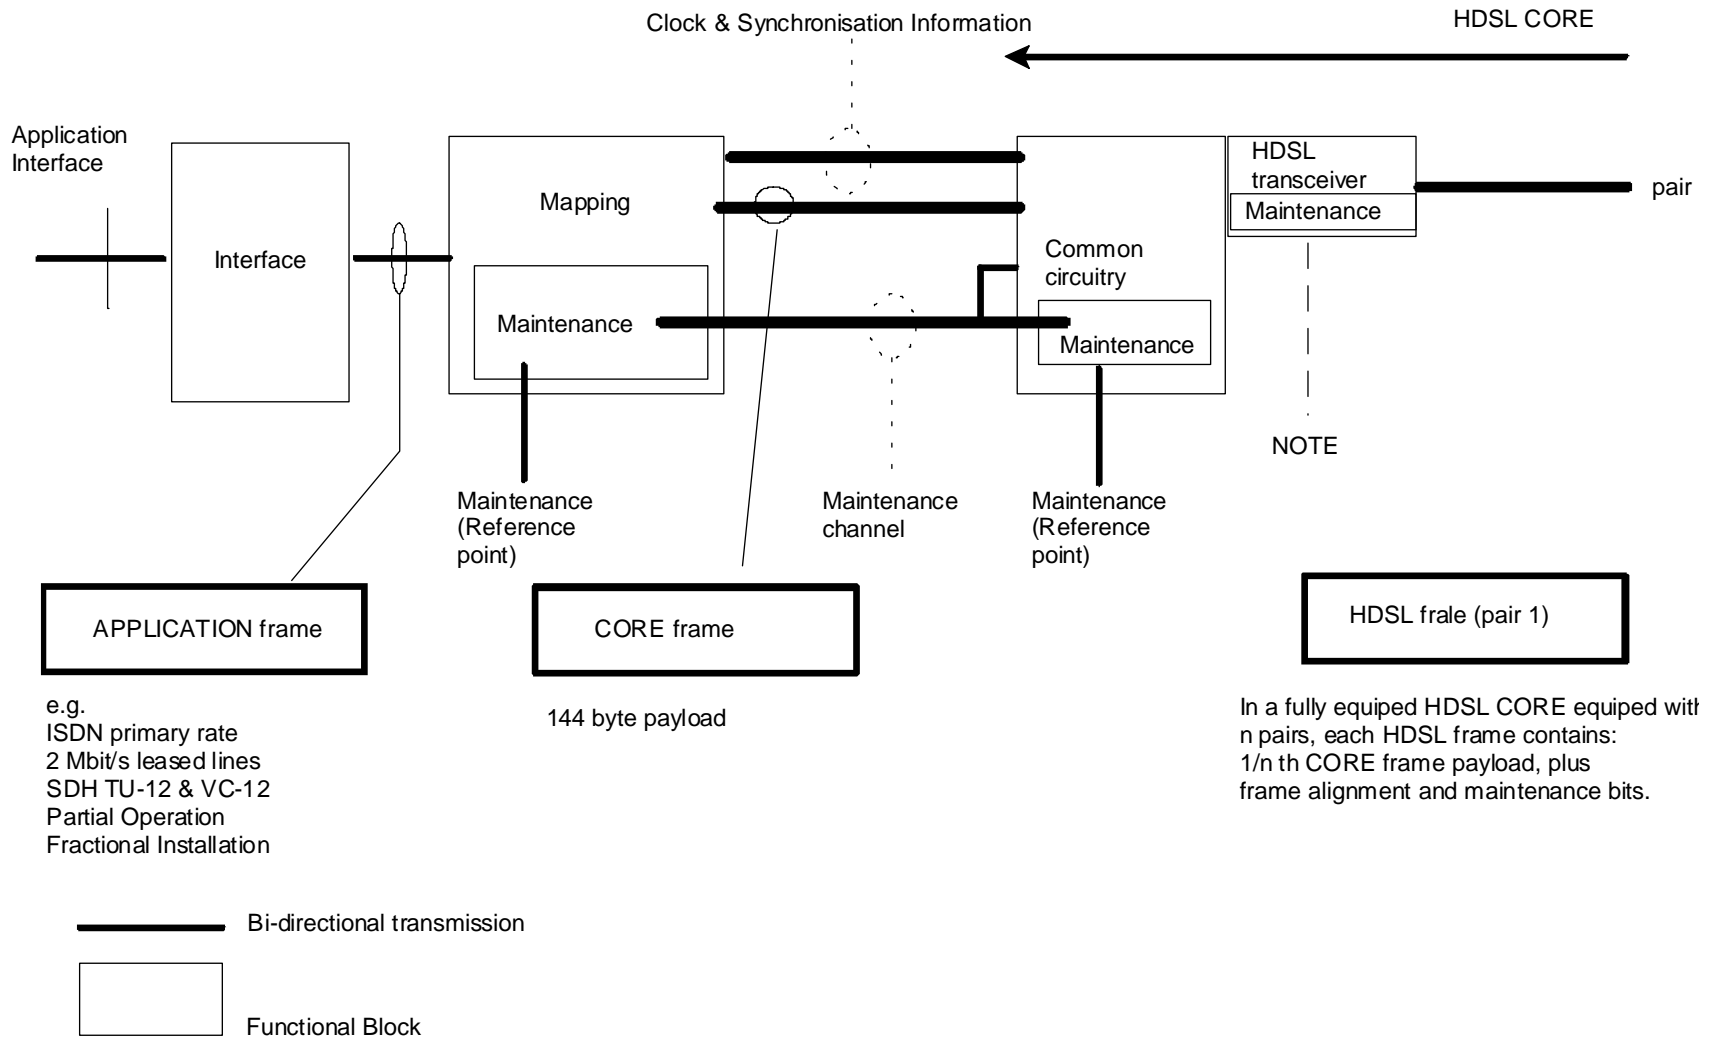 Clock & Synchronisation Information
HDSL CORE
Application
Interface
Interface
Mapping
Maintenance
Common
circuitry
Maintenance
HDSL
transceiver
Maintenance
pair
NOTE
Maintenance
(Reference
point)
Maintenance
channel
Maintenance
(Reference
point)
APPLICATION frame
CORE frame
HDSL frale (pair 1)
e.g.
ISDN primary rate
2 Mbit/s leased lines
SDH TU-12 & VC-12
Partial Operation
Fractional Installation
144 byte payload
In a fully equiped HDSL CORE equiped with
n pairs, each HDSL frame contains:
1/n th CORE frame payload, plus
frame alignment and maintenance bits.
Bi-directional transmission
Functional Block